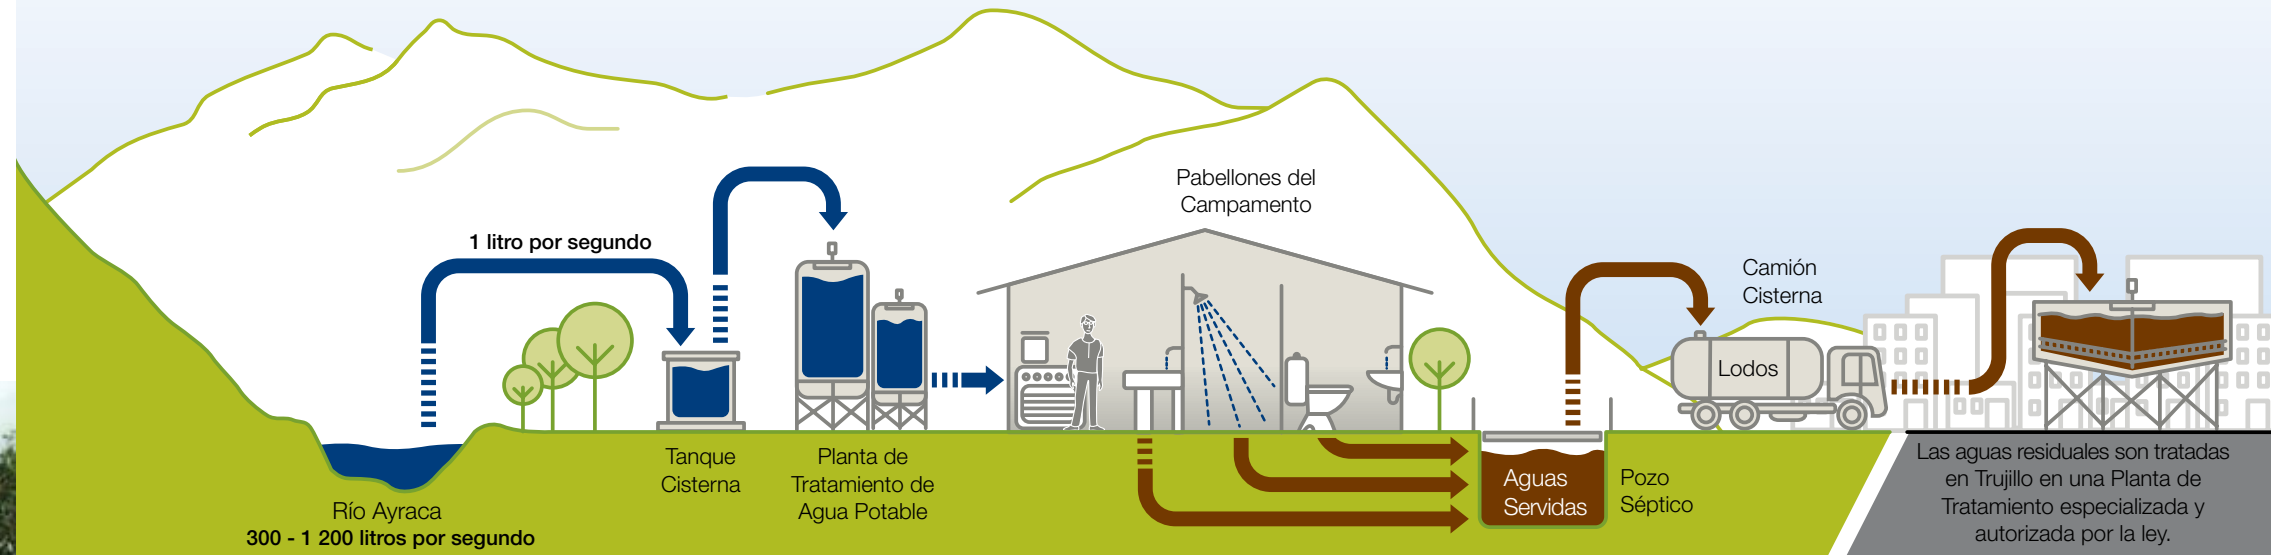 1 litro por segundo
Río Ayraca
300 - 1 200 litros por segundo
Tanque
Cisterna
Planta de
Tratamiento de
Agua Potable
Pabellones del
Campamento
Aguas
Servidas
Pozo
Séptico
Camión
Cisterna
Lodos
Las aguas residuales son tratadas
en Trujillo en una Planta de
Tratamiento especializada y
autorizada por la ley.